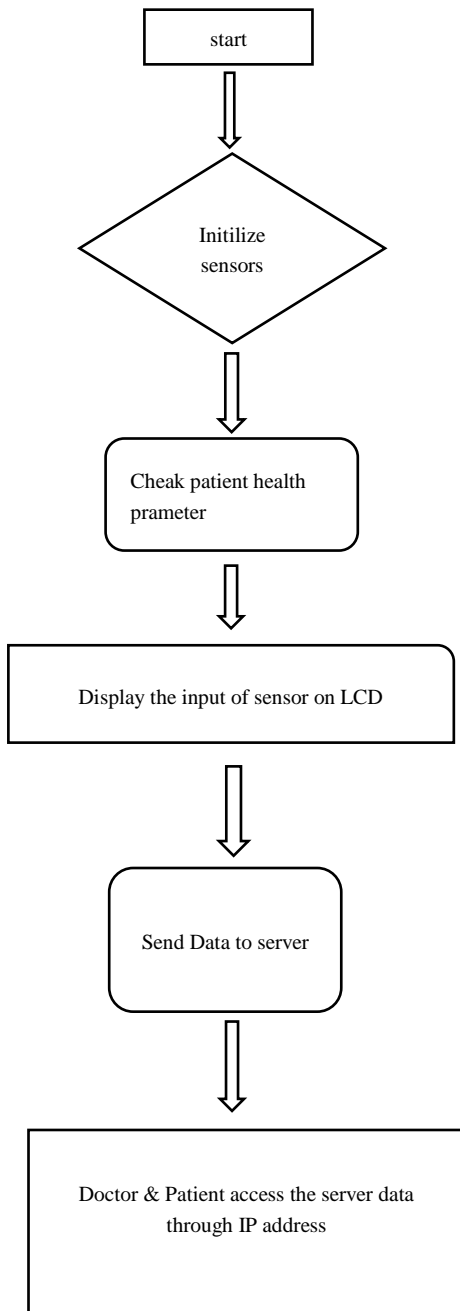 start
Initilize
sensors
Cheak patient health
prameter
Display the input of sensor on LCD
Send Data to server
Doctor & Patient access the server data
through IP address